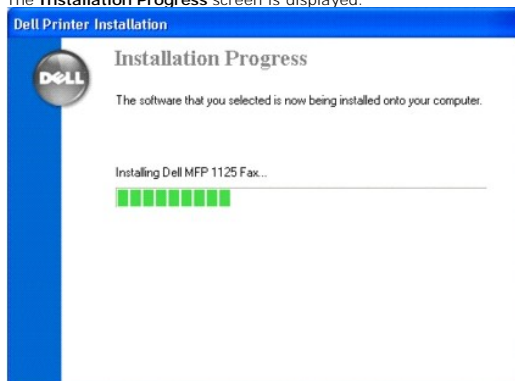 The Installation Progress screen is displayed.
Dell Printer Installation
DELL
Installation Progress
The software that you selected is now being installed onto your computer.
Installing Dell MFP 1125 Fax...